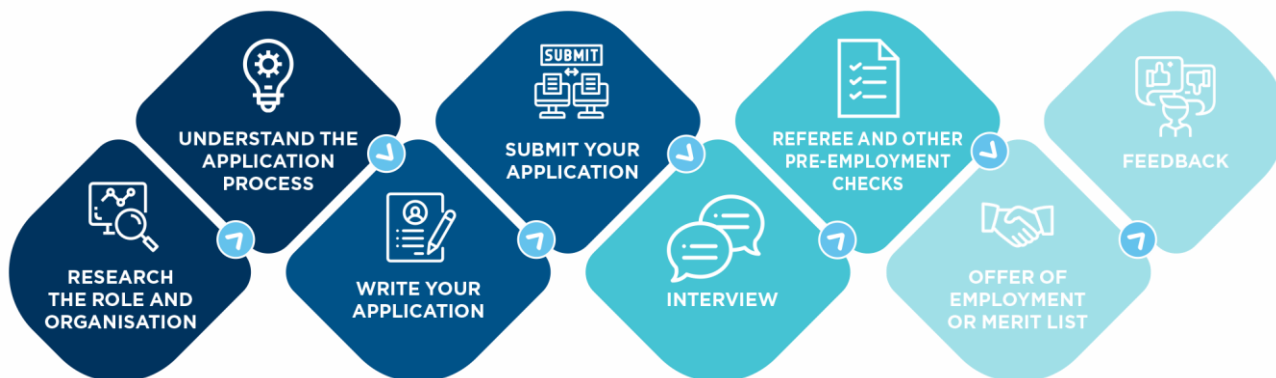 RESEARCH
THE ROLE AND
ORGANISATION
UNDERSTAND THE
APPLICATION
PROCESS
WRITE YOUR
APPLICATION
SUBMIT
SUBMIT YOUR
APPLICATION
INTERVIEW
REFEREE AND OTHER
PRE-EMPLOYMENT
CHECKS
OFFER OF
EMPLOYMENT
OR MERIT LIST
FEEDBACK